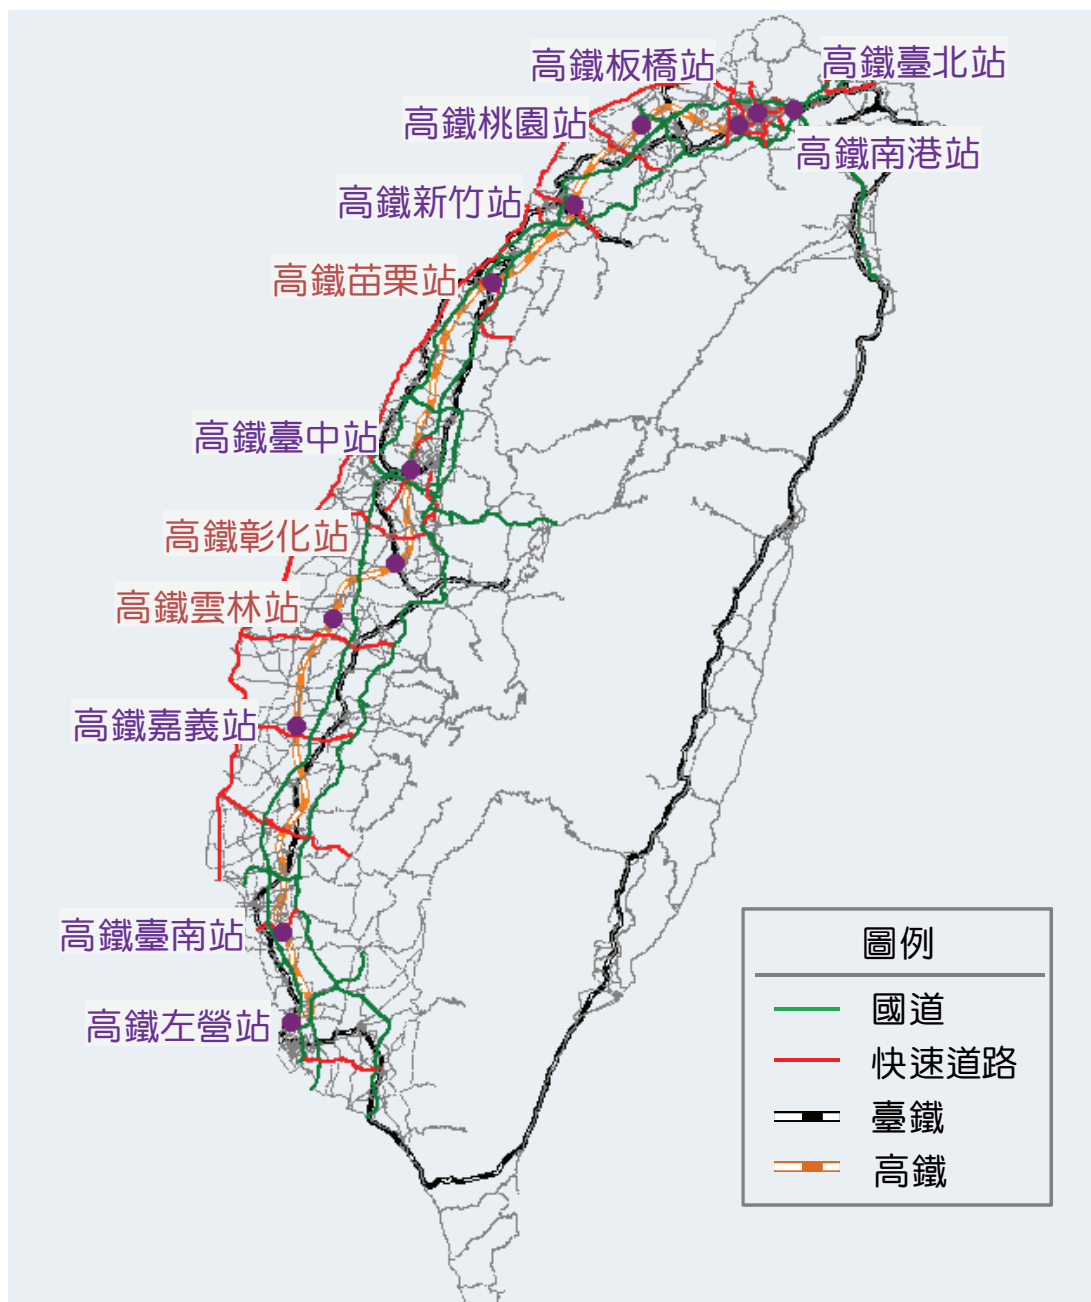 高鐵板橋站
高鐵臺北站
高鐵桃園站
高鐵南港站
高鐵新竹站
高鐵苗栗站
高鐵臺中站
高鐵彰化站
高鐵雲林站
高鐵嘉義站
高鐵臺南站
高鐵左營站
圖例
國道
快速道路
臺鐵
高鐵